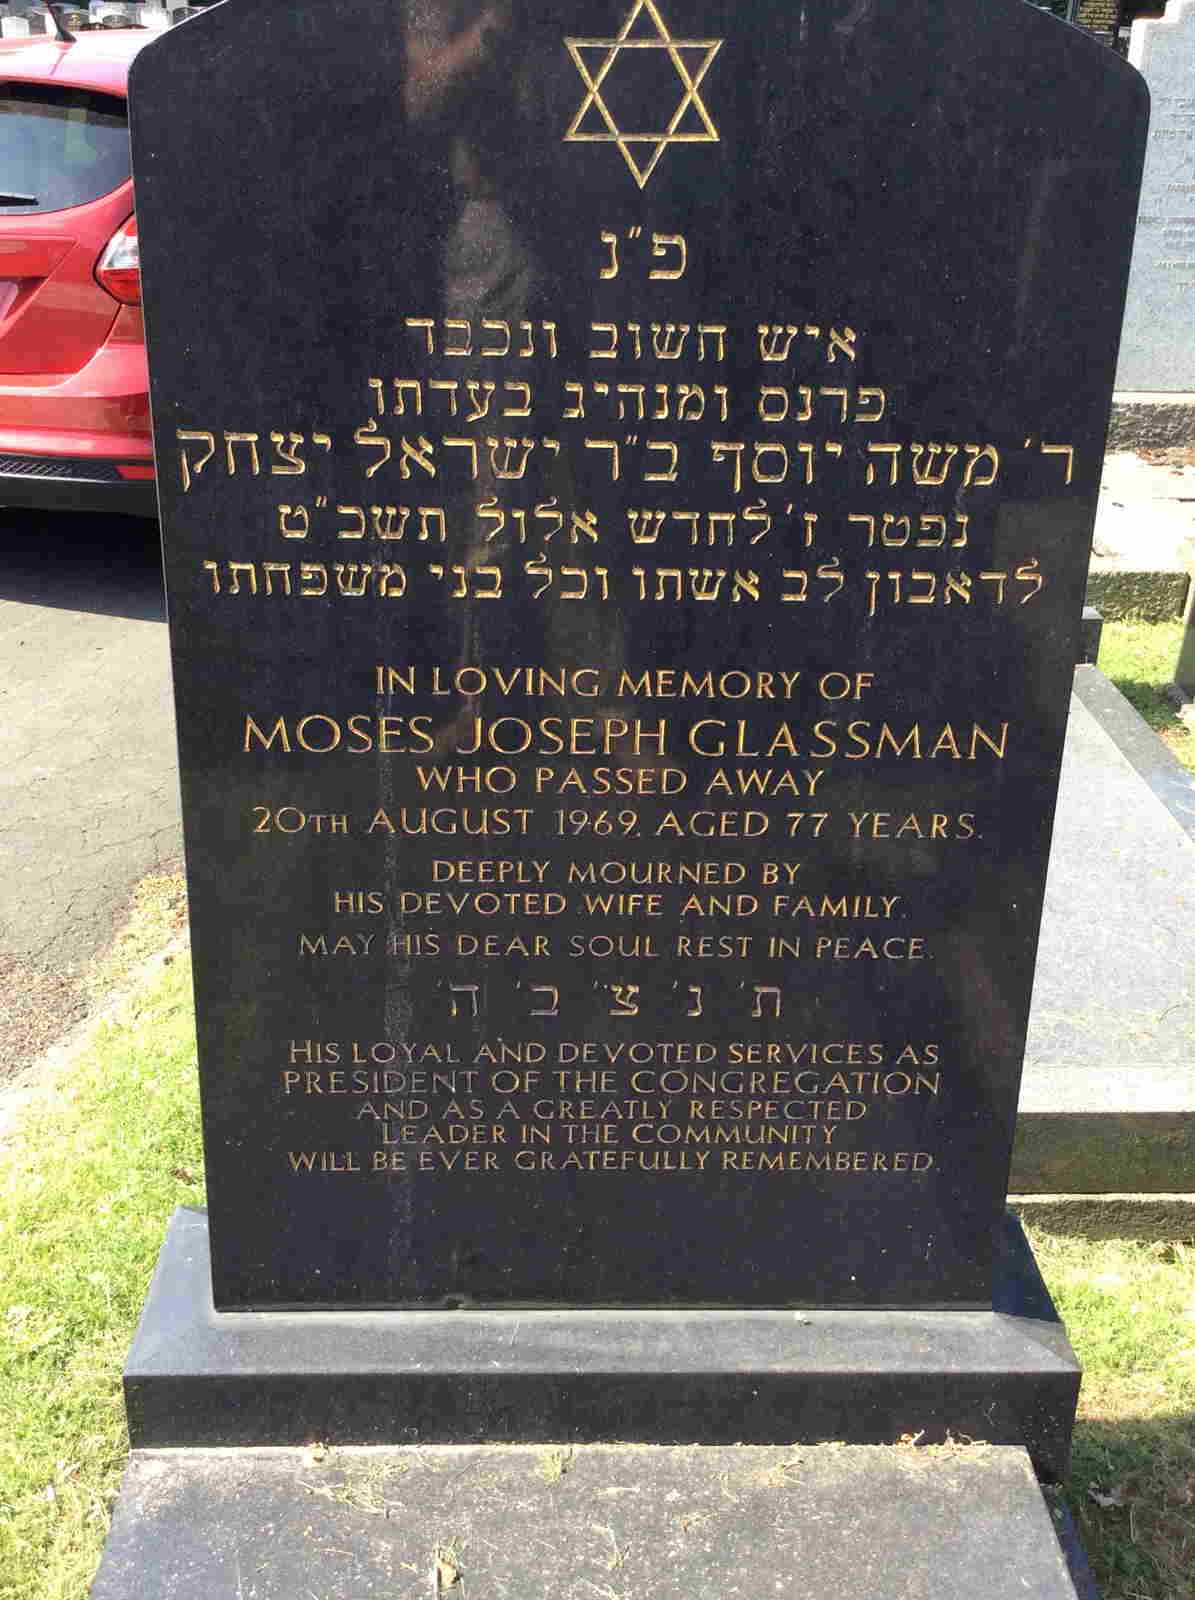 פ"נ
איש חשוב ונכבד
פרנס ומנהיג בעדתו
ר' משה יוסף ב"ר ישראל יצחק
נפטר ז' לחדש אלול תשכ"ט
לדאבון לב אשתו וכל בני משפחתו
IN LOVING MEMORY OF
MOSES JOSEPH GLASSMAN
WHO PASSED AWAY
20TH AUGUST 1969. AGED 77 YEARS.
DEEPLY MOURNED BY
HIS DEVOTED WIFE AND FAMILY.
MAY HIS DEAR SOUL REST IN PEACE.
ת' נ' צ' ב' ה'
HIS LOYAL AND DEVOTED SERVICES AS
PRESIDENT OF THE CONGREGATION
AND AS A GREATLY RESPECTED
LEADER IN THE COMMUNITY
WILL BE EVER GRATEFULLY REMEMBERED.